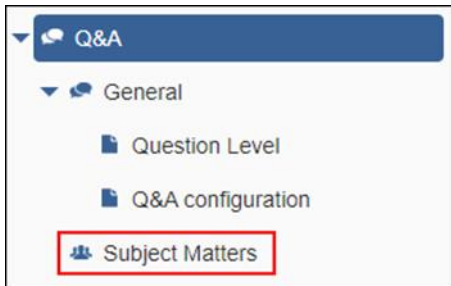 Q&A
General
Question Level
Q&A configuration
Subject Matters